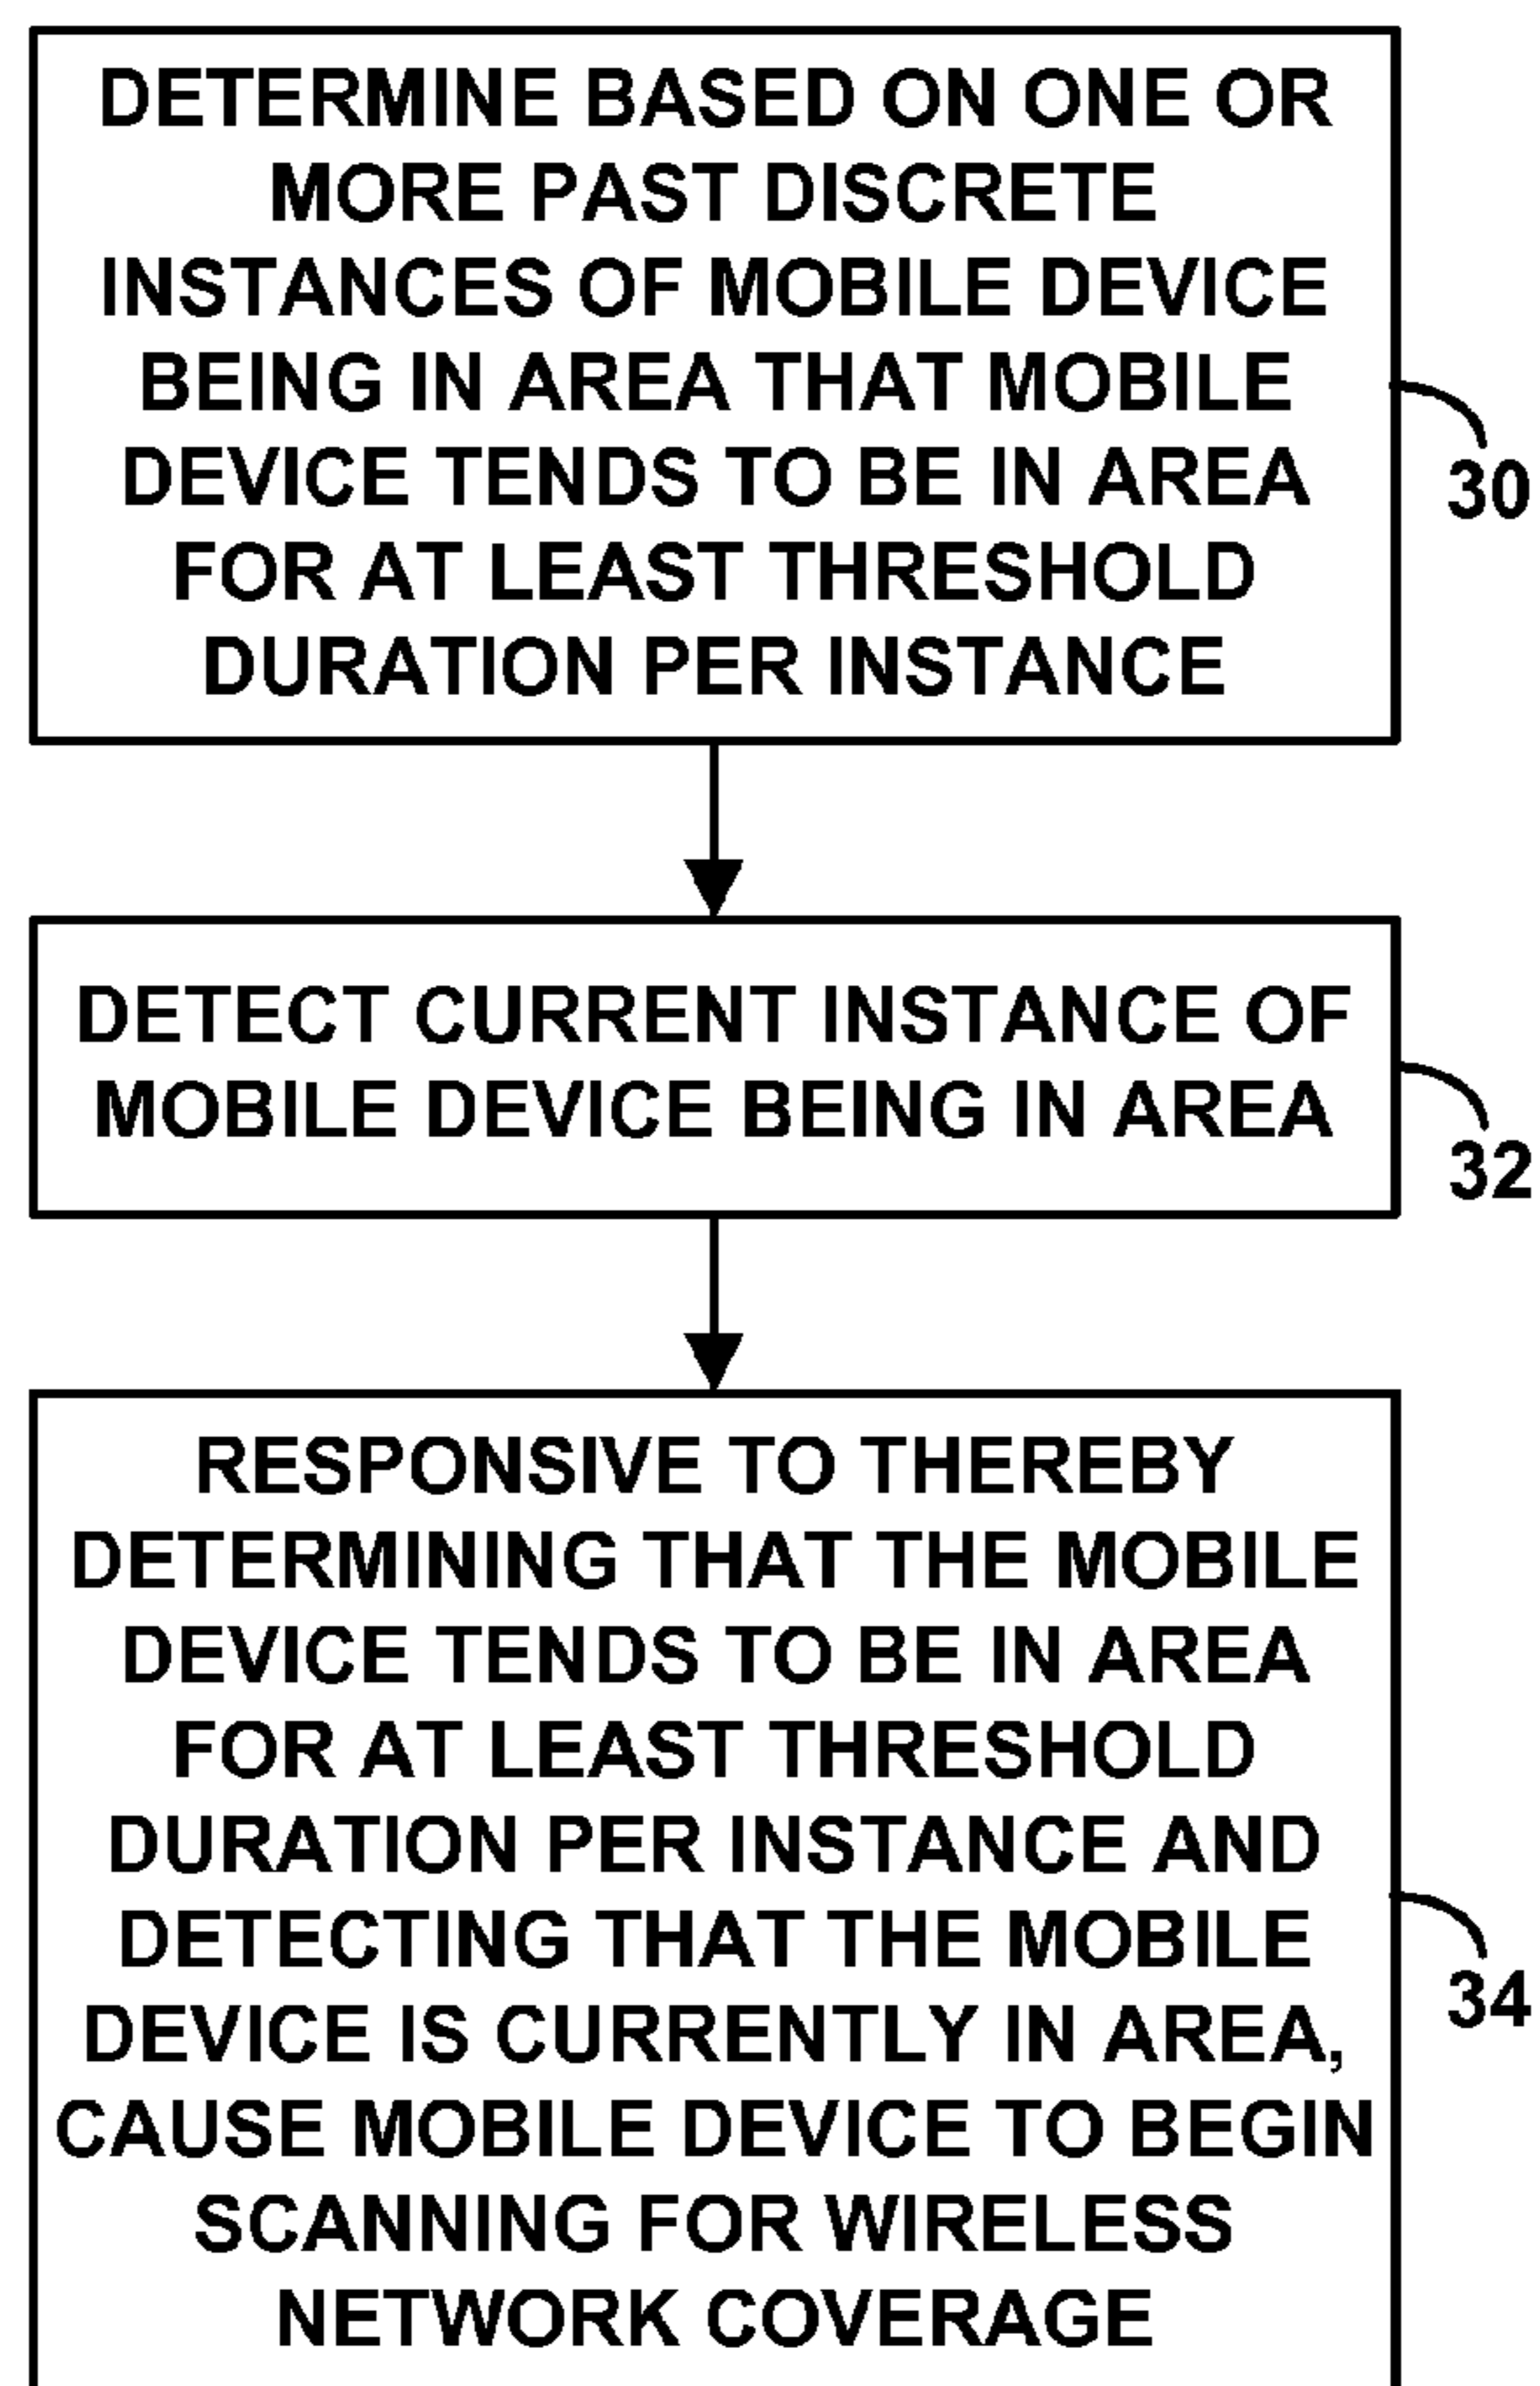 DETERMINE BASED ON ONE OR
MORE PAST DISCRETE
INSTANCES OF MOBILE DEVICE
BEING IN AREA THAT MOBILE
DEVICE TENDS TO BE IN AREA
FOR AT LEAST THRESHOLD
DURATION PER INSTANCE
30
DETECT CURRENT INSTANCE OF
MOBILE DEVICE BEING IN AREA
32
RESPONSIVE TO THEREBY
DETERMINING THAT THE MOBILE
DEVICE TENDS TO BE IN AREA
FOR AT LEAST THRESHOLD
DURATION PER INSTANCE AND
DETECTING THAT THE MOBILE
DEVICE IS CURRENTLY IN AREA,
CAUSE MOBILE DEVICE TO BEGIN
SCANNING FOR WIRELESS
NETWORK COVERAGE
34